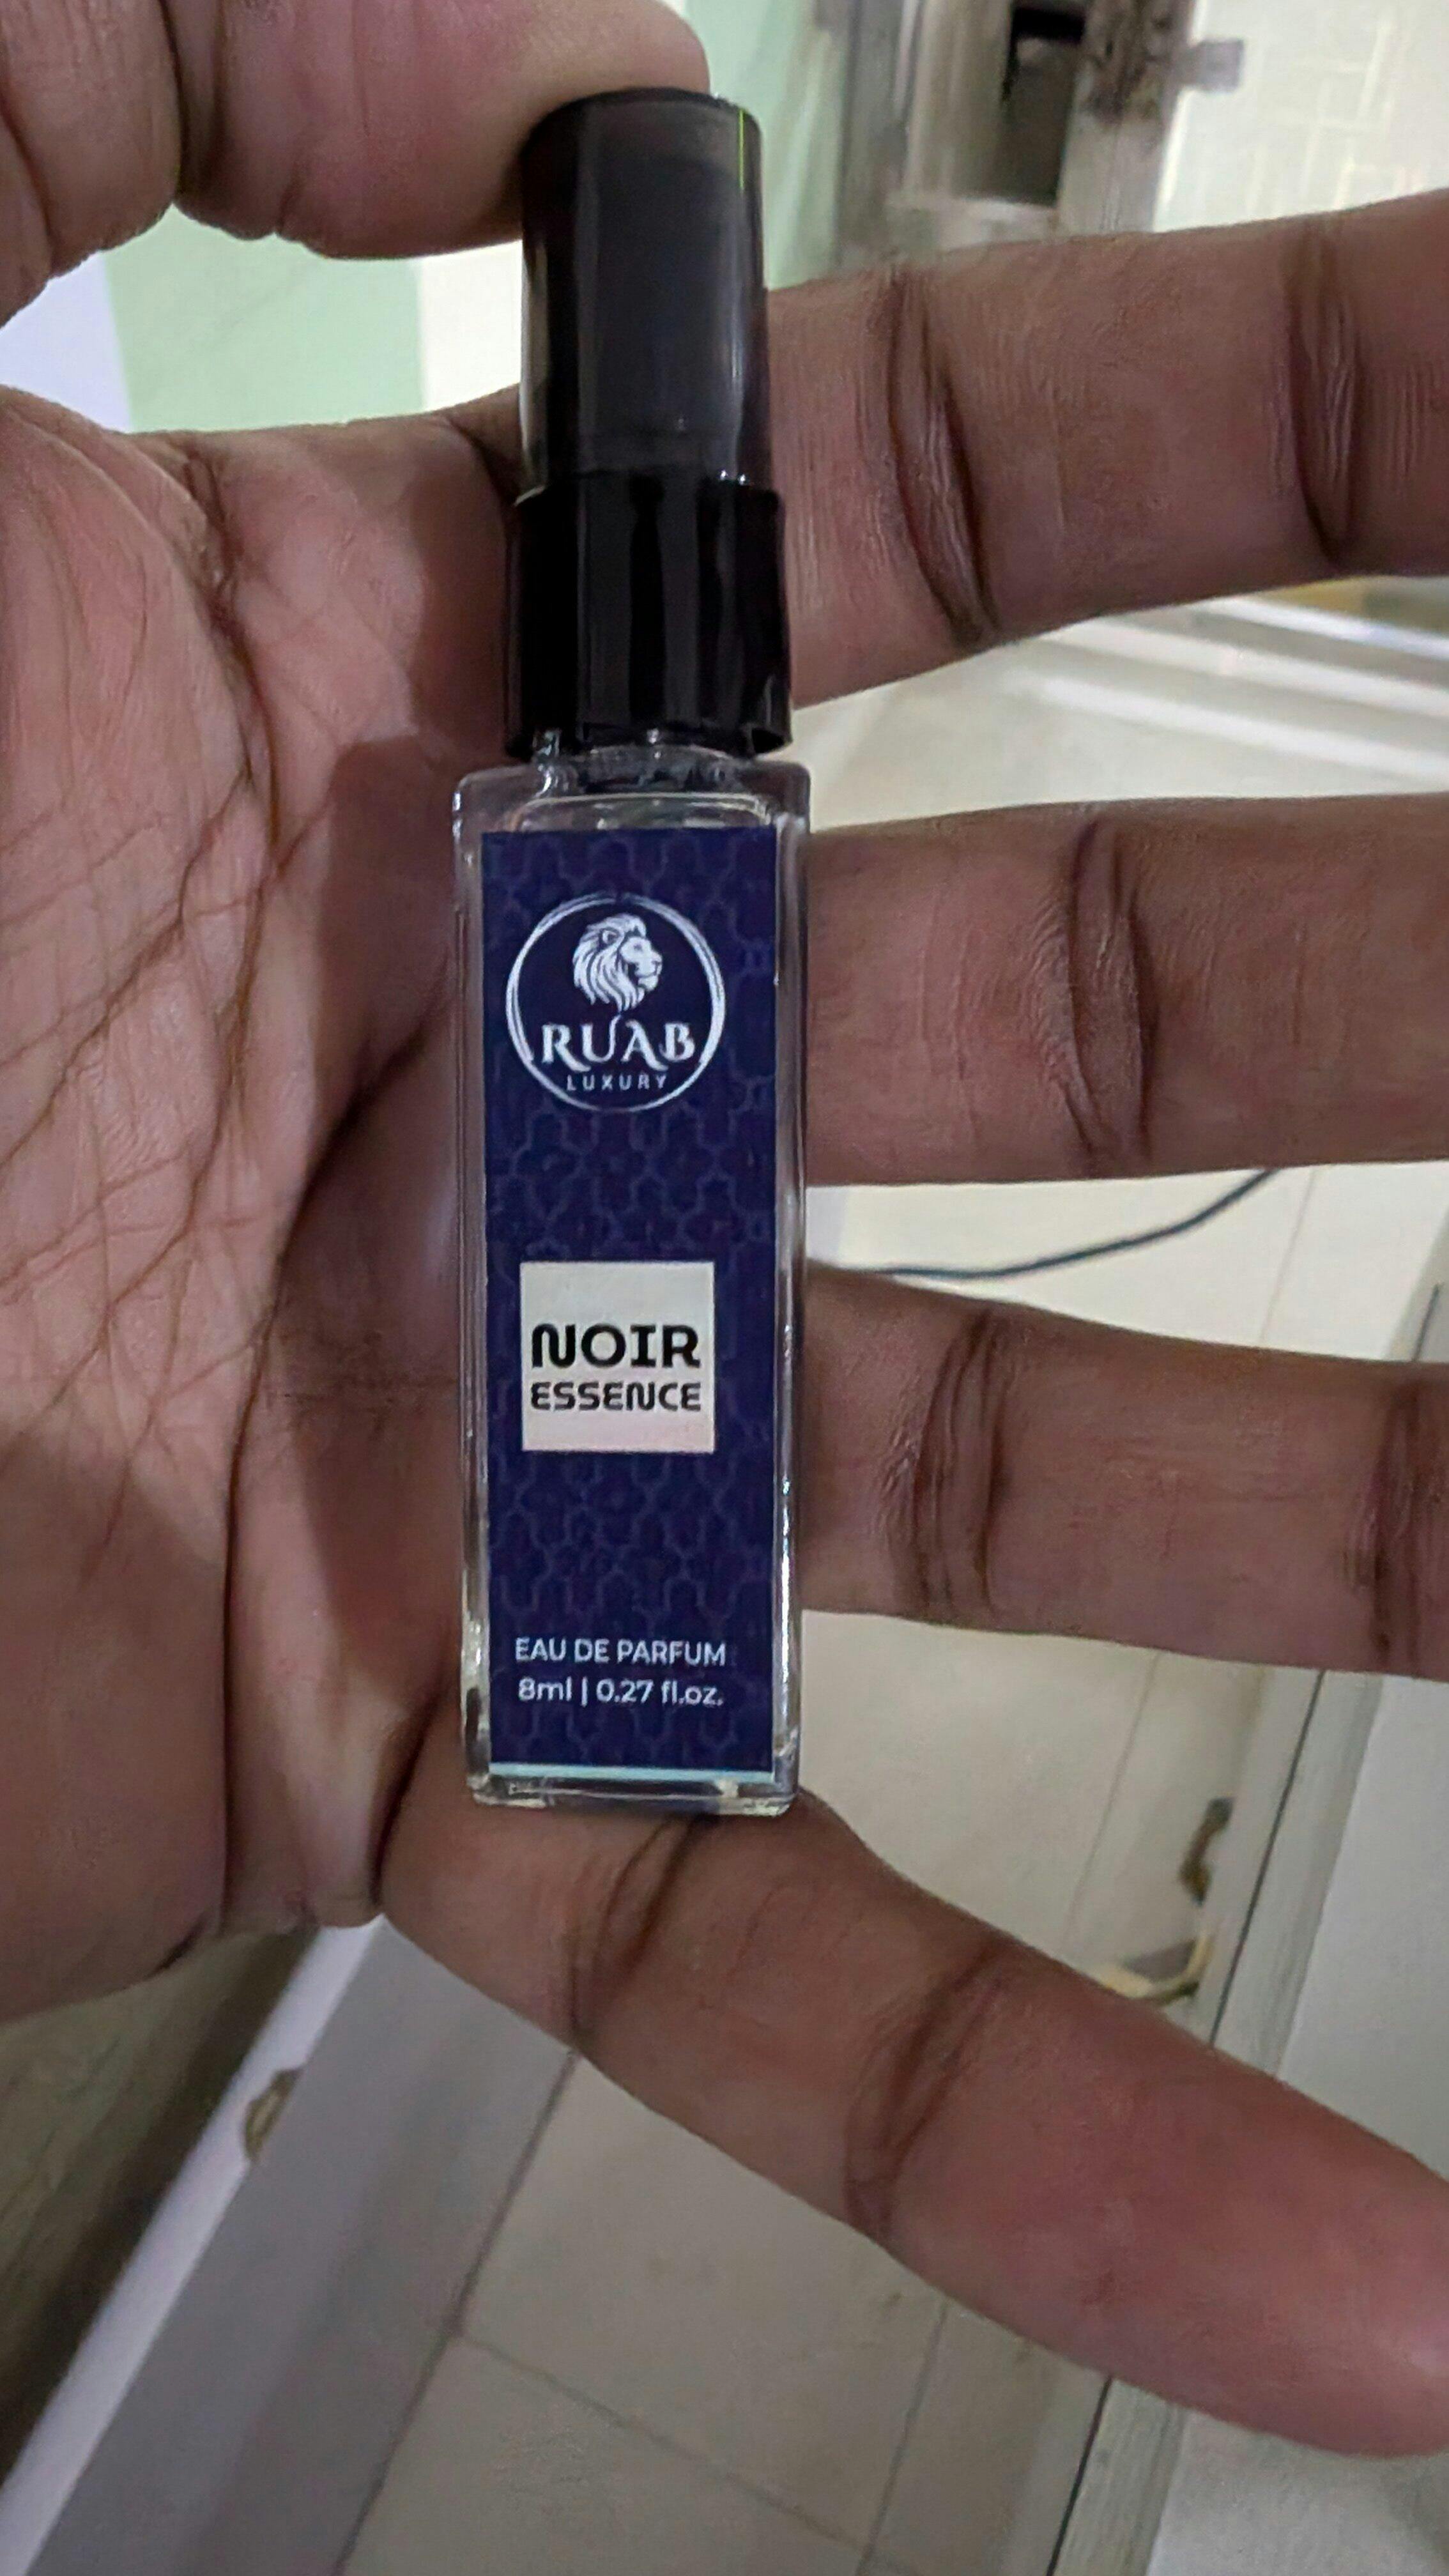 RUAB
LUXURY
NOIR
ESSENCE
EAU DE PARFUM
8ml | 0.27 fl.oz.